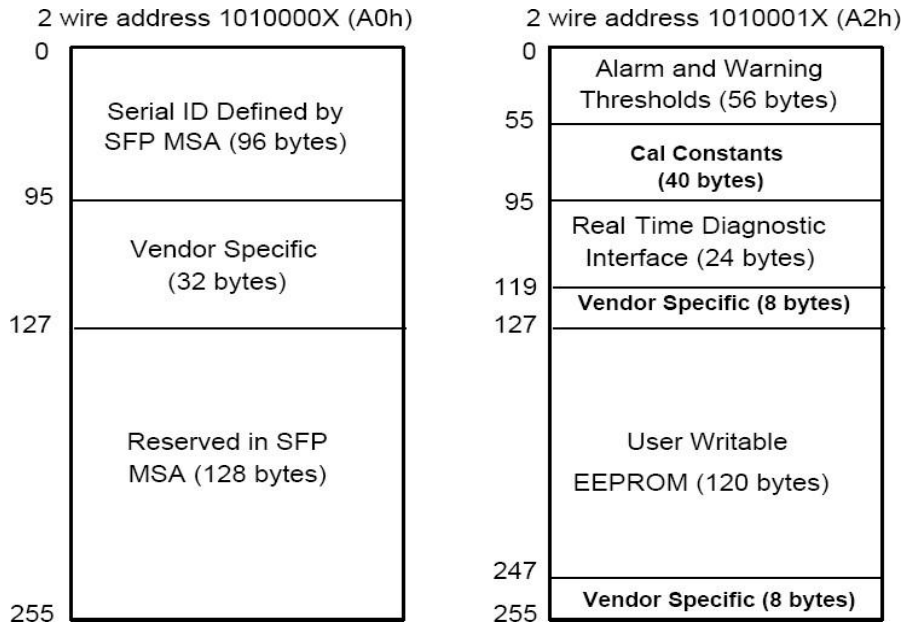 2 wire address 1010000X (A0h)
0
Serial ID Defined by
SFP MSA (96 bytes)
95
Vendor Specific
(32 bytes)
127
Reserved in SFP
MSA (128 bytes)
255
2 wire address 1010001X (A2h)
0
Alarm and Warning
Thresholds (56 bytes)
55
Cal Constants
(40 bytes)
95
Real Time Diagnostic
Interface (24 bytes)
119
Vendor Specific (8 bytes)
127
User Writable
EEPROM (120 bytes)
247
Vendor Specific (8 bytes)
255